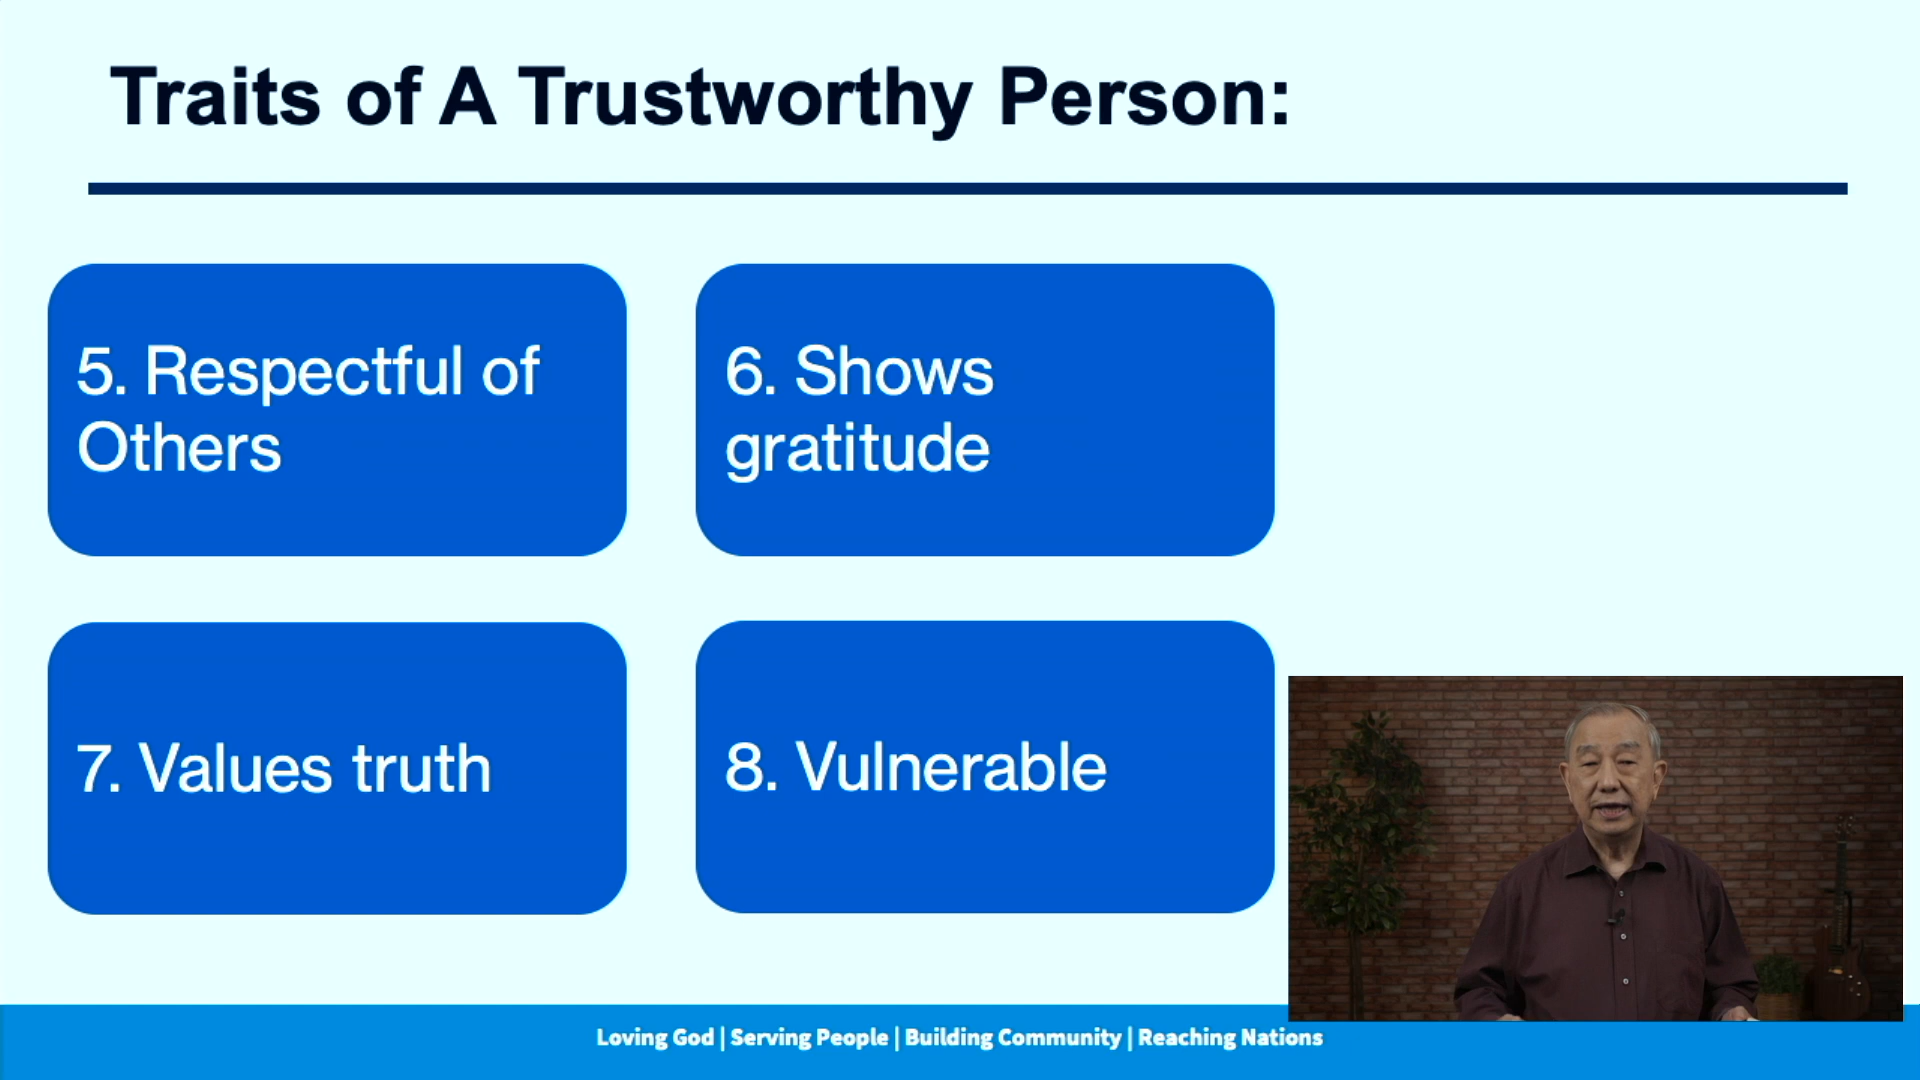 Traits of A Trustworthy Person:
5. Respectful of
Others
6. Shows
gratitude
7. Values truth
8. Vulnerable
Loving God | Serving People | Building Community | Reaching Nations